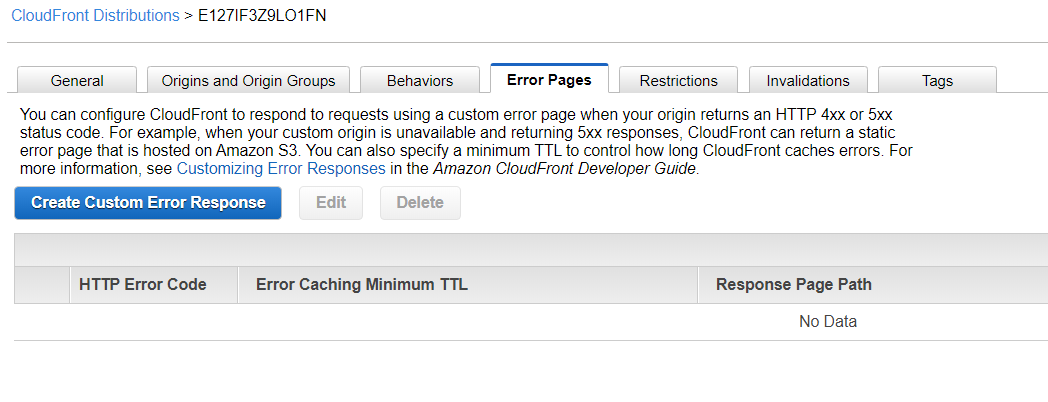 CloudFront Distributions > E127IF3Z9LO1FN
General Origins and Origin Groups Behaviors Error Pages Restrictions Invalidations Tags
You can configure CloudFront to respond to requests using a custom error page when your origin returns an HTTP 4xx or 5xx
status code. For example, when your custom origin is unavailable and returning 5xx responses, CloudFront can return a static
error page that is hosted on Amazon S3. You can also specify a minimum TTL to control how long CloudFront caches errors. For
more information, see Customizing Error Responses in the Amazon CloudFront Developer Guide.
Create Custom Error Response Edit Delete
HTTP Error Code Error Caching Minimum TTL Response Page Path
No Data